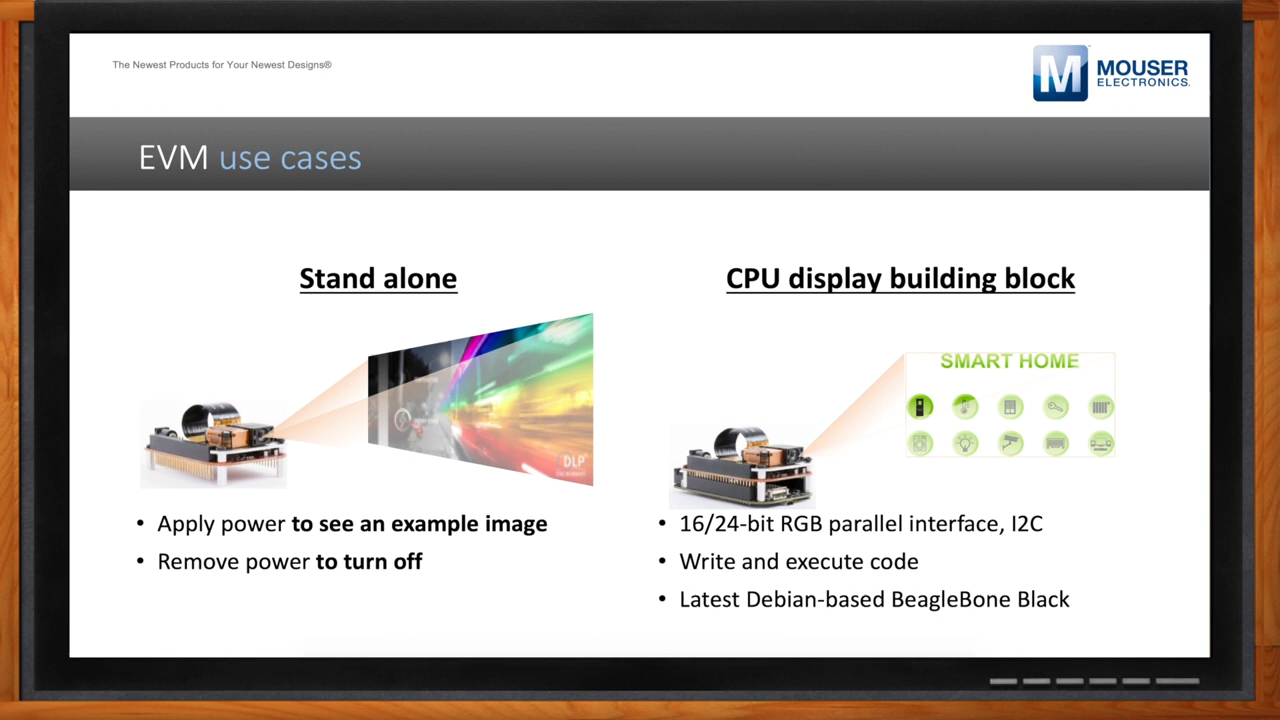 The Newest Products for Your Newest Designs®
M MOUSER
ELECTRONICS
EVM use cases
Stand alone
CPU display building block
SMART HOME
DLP
• Apply power to see an example image
• Remove power to turn off
• 16/24-bit RGB parallel interface, I2C
• Write and execute code
• Latest Debian-based BeagleBone Black